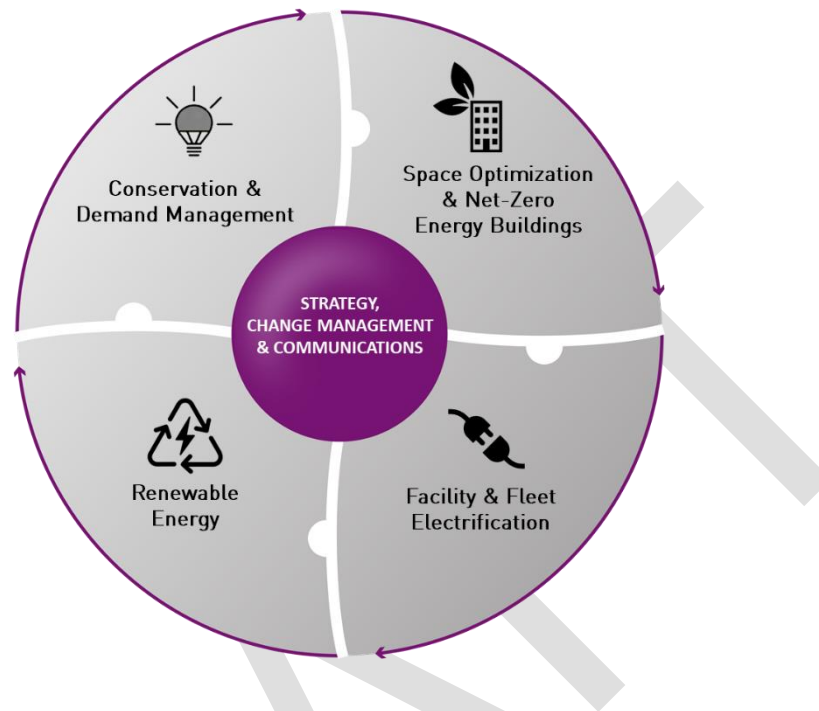 Conservation &
Demand Management
Space Optimization
& Net-Zero
Energy Buildings
STRATEGY,
CHANGE MANAGEMENT
& COMMUNICATIONS
Renewable
Energy
Facility & Fleet
Electrification